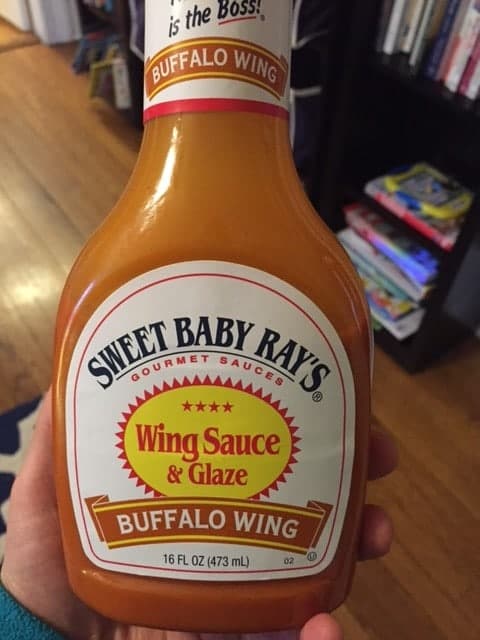 is the Boss!
BUFFALO WING
SWEET BABY RAY'S®
GOURMET SAUCES
Wing Sauce
& Glaze
BUFFALO WING
16 FL OZ (473 mL)
02 Ⓤ